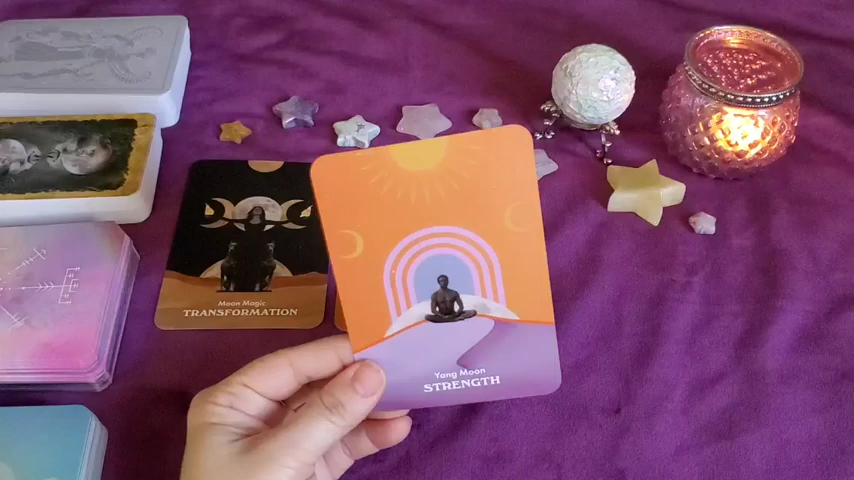 Moon Magic
TRANSFORMATION
Yang Moon
STRENGTH